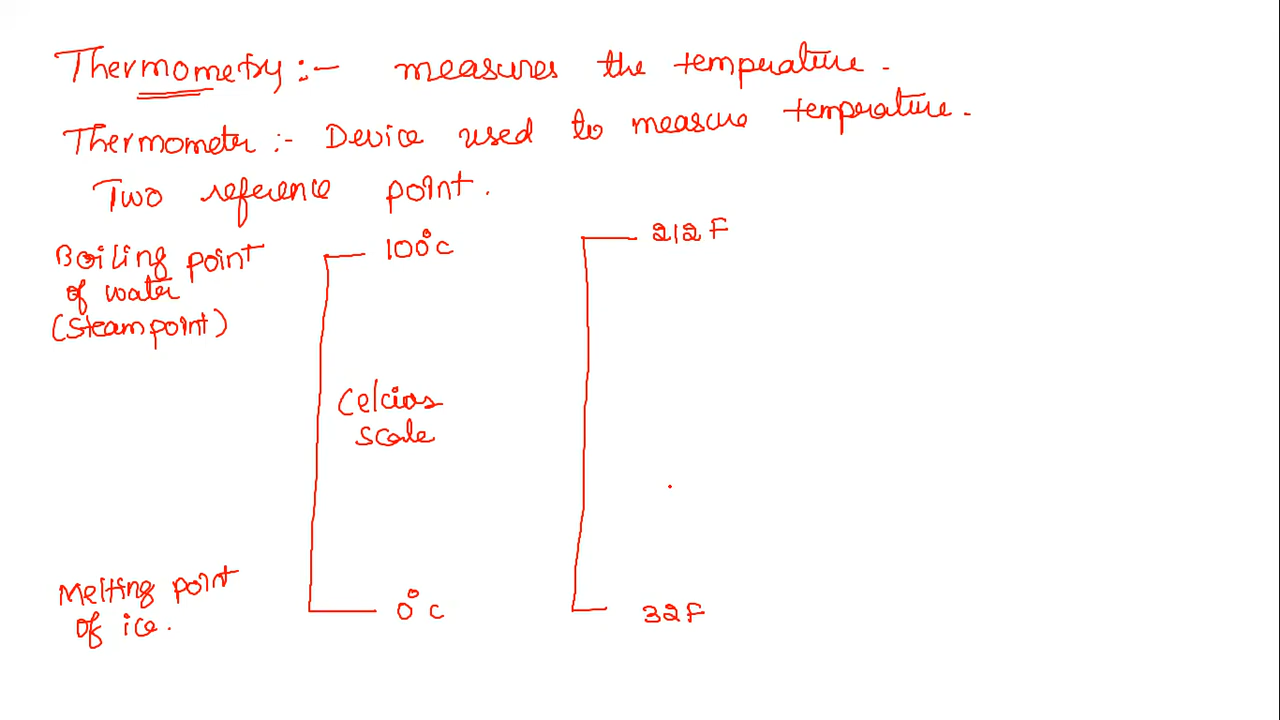 Thermometry :- measures the temperature.
Thermometer :- Device used to measure temperature.
Two reference point.
Boiling point
of water
(Steam point)
100°C
212F
Celcios
scale
Melting point
of ice.
0°C
32F